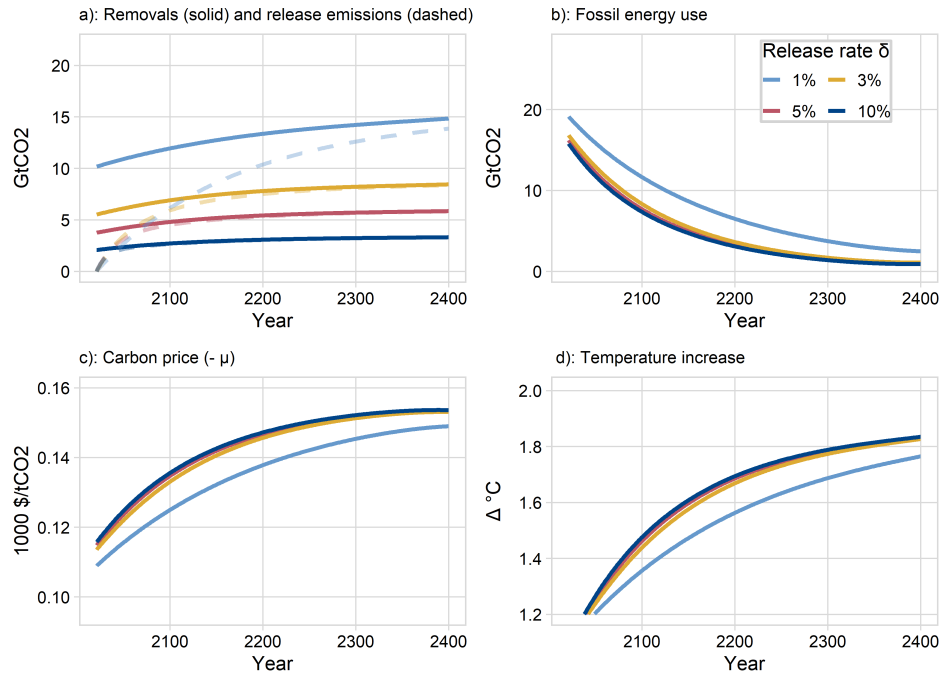 a): Removals (solid) and release emissions (dashed)
20
15
10
5
0
GtCO2
2100 2200 2300 2400
Year
b): Fossil energy use
Release rate δ
1% 3%
5% 10%
20
10
0
GtCO2
2100 2200 2300 2400
Year
c): Carbon price (- μ)
0.16
0.14
0.12
0.10
1000 $/tCO2
2100 2200 2300 2400
Year
d): Temperature increase
2.0
1.8
1.6
1.4
1.2
Δ °C
2100 2200 2300 2400
Year